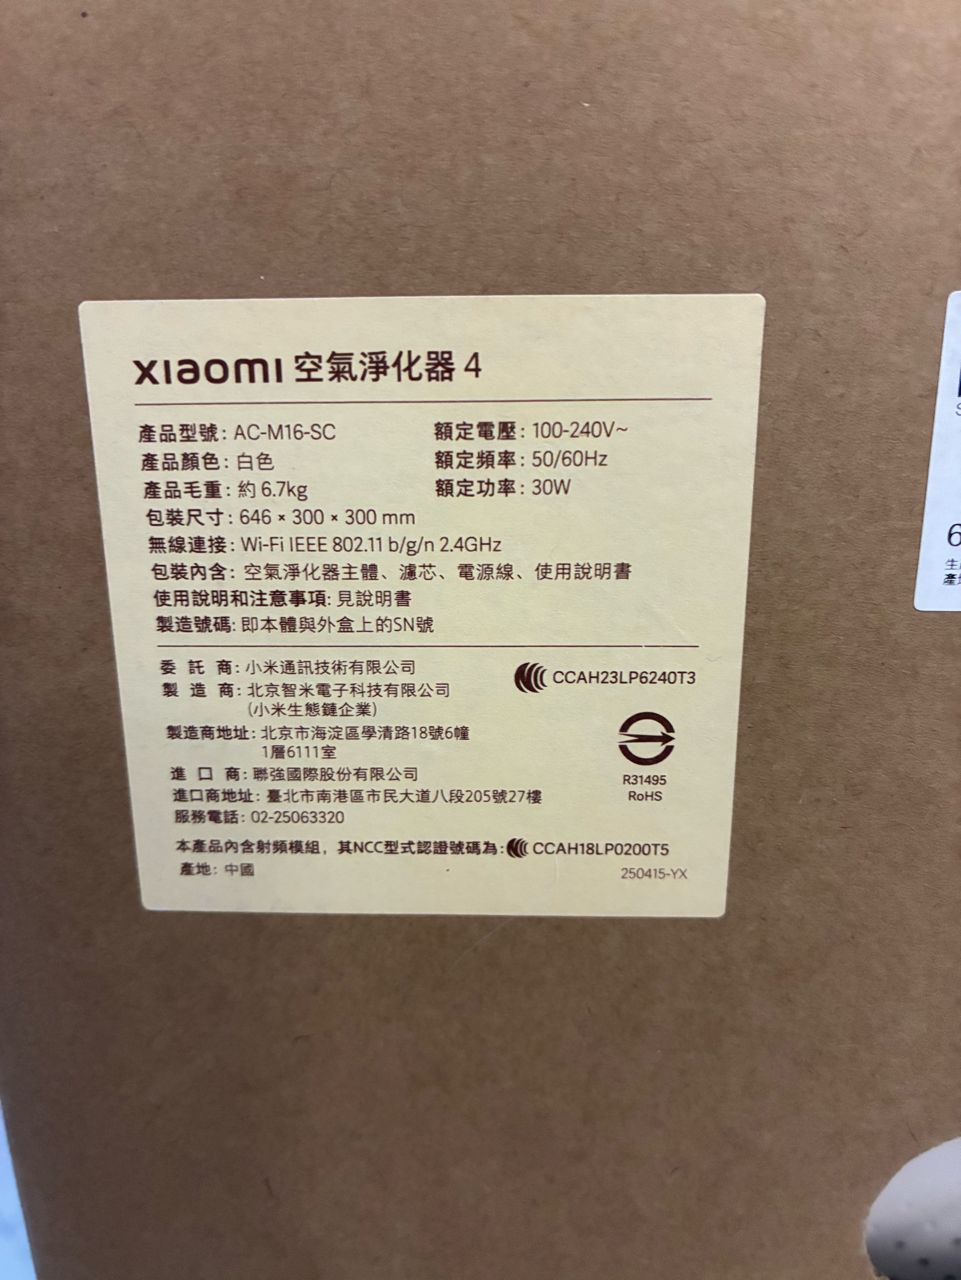 xiaomi 空氣淨化器 4
產品型號: AC-M16-SC 額定電壓: 100-240V~
產品顏色: 白色 額定頻率: 50/60Hz
產品毛重: 約 6.7kg 額定功率: 30W
包裝尺寸: 646 × 300 × 300 mm
無線連接: Wi-Fi IEEE 802.11 b/g/n 2.4GHz
包裝內含: 空氣淨化器主體、濾芯、電源線、使用說明書
使用說明和注意事項: 見說明書
製造號碼: 即本體與外盒上的SN號
委託商: 小米通訊技術有限公司
製造商: 北京智米電子科技有限公司
(小米生態鏈企業)
製造商地址: 北京市海淀區學清路18號6幢
1層6111室
進口商: 聯強國際股份有限公司
進口商地址: 臺北市南港區市民大道八段205號27樓
服務電話: 02-25063320
CCAH23LP6240T3
R31495
RoHS
本產品內含射頻模組，其NCC型式認證號碼為: CCAH18LP0200T5
產地: 中國
250415-YX